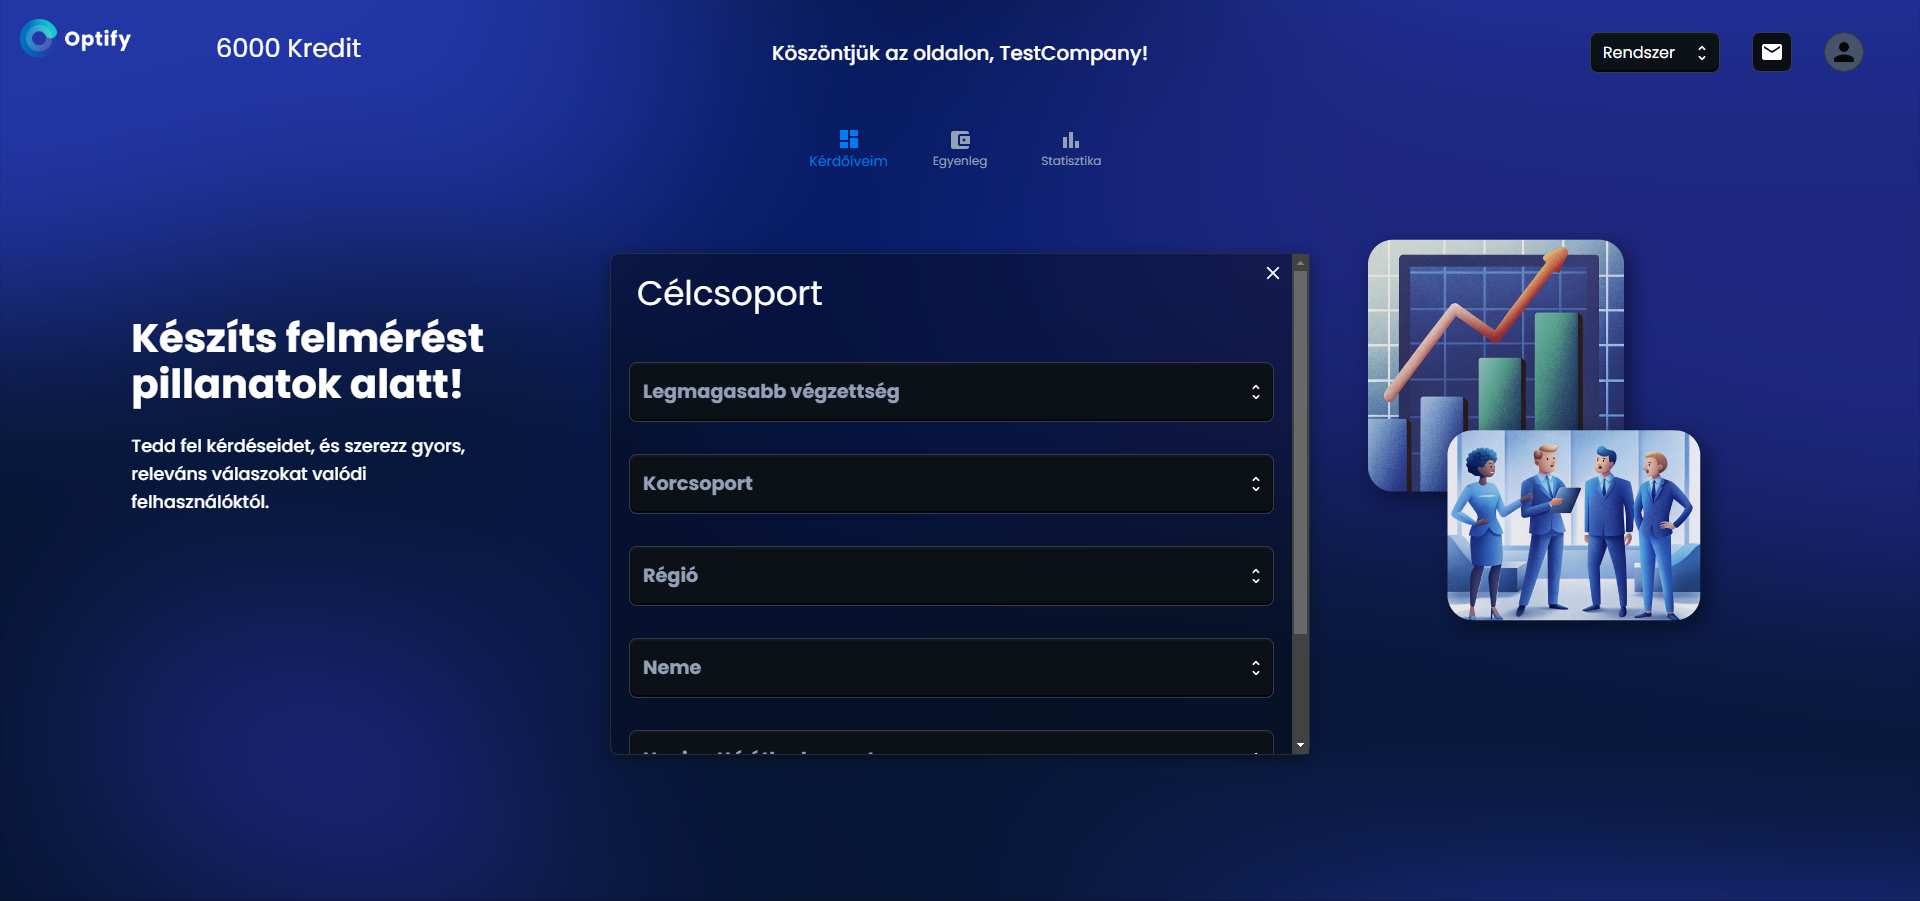 Optify
6000 Kredit
Köszöntjük az oldalon, TestCompany!
Rendszer
Kérdőíveim
Egyenleg
Statisztika
Készíts felmérést
pillanatok alatt!
Tedd fel kérdéseidet, és szerezz gyors,
releváns válaszokat valódi
felhasználóktól.
Célcsoport
Legmagasabb végzettség
Korcsoport
Régió
Neme